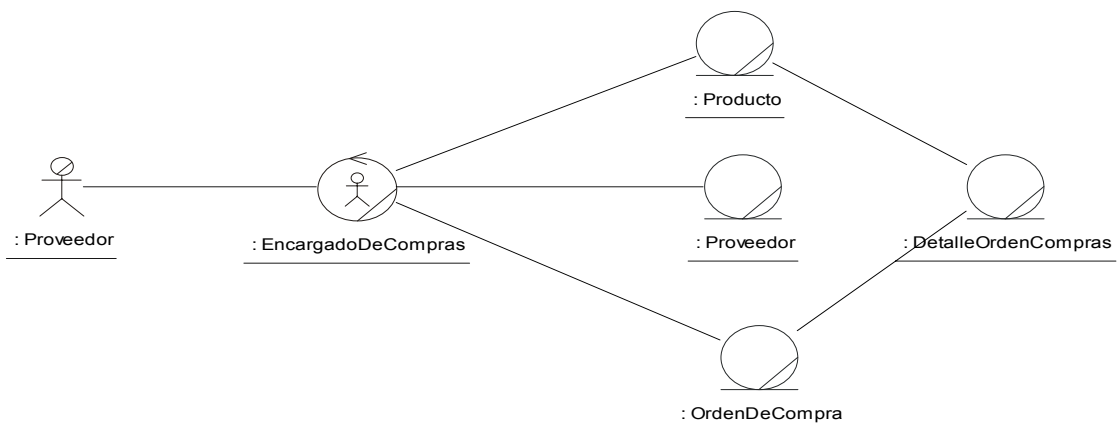 : Producto
: Proveedor
: EncargadoDeCompras
: Proveedor
: DetalleOrdenCompras
: OrdenDeCompra